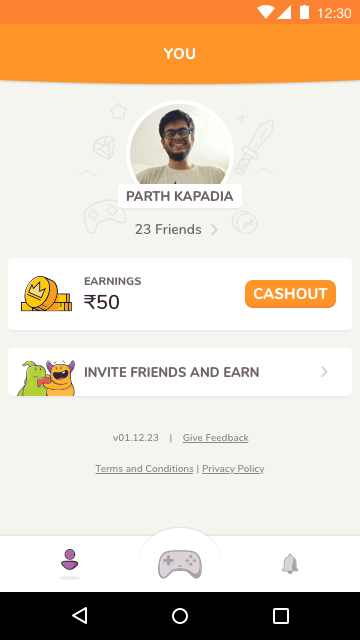 12:30
YOU
PARTH KAPADIA
23 Friends
EARNINGS
₹50
CASHOUT
INVITE FRIENDS AND EARN
v01.12.23 | Give Feedback
Terms and Conditions | Privacy Policy